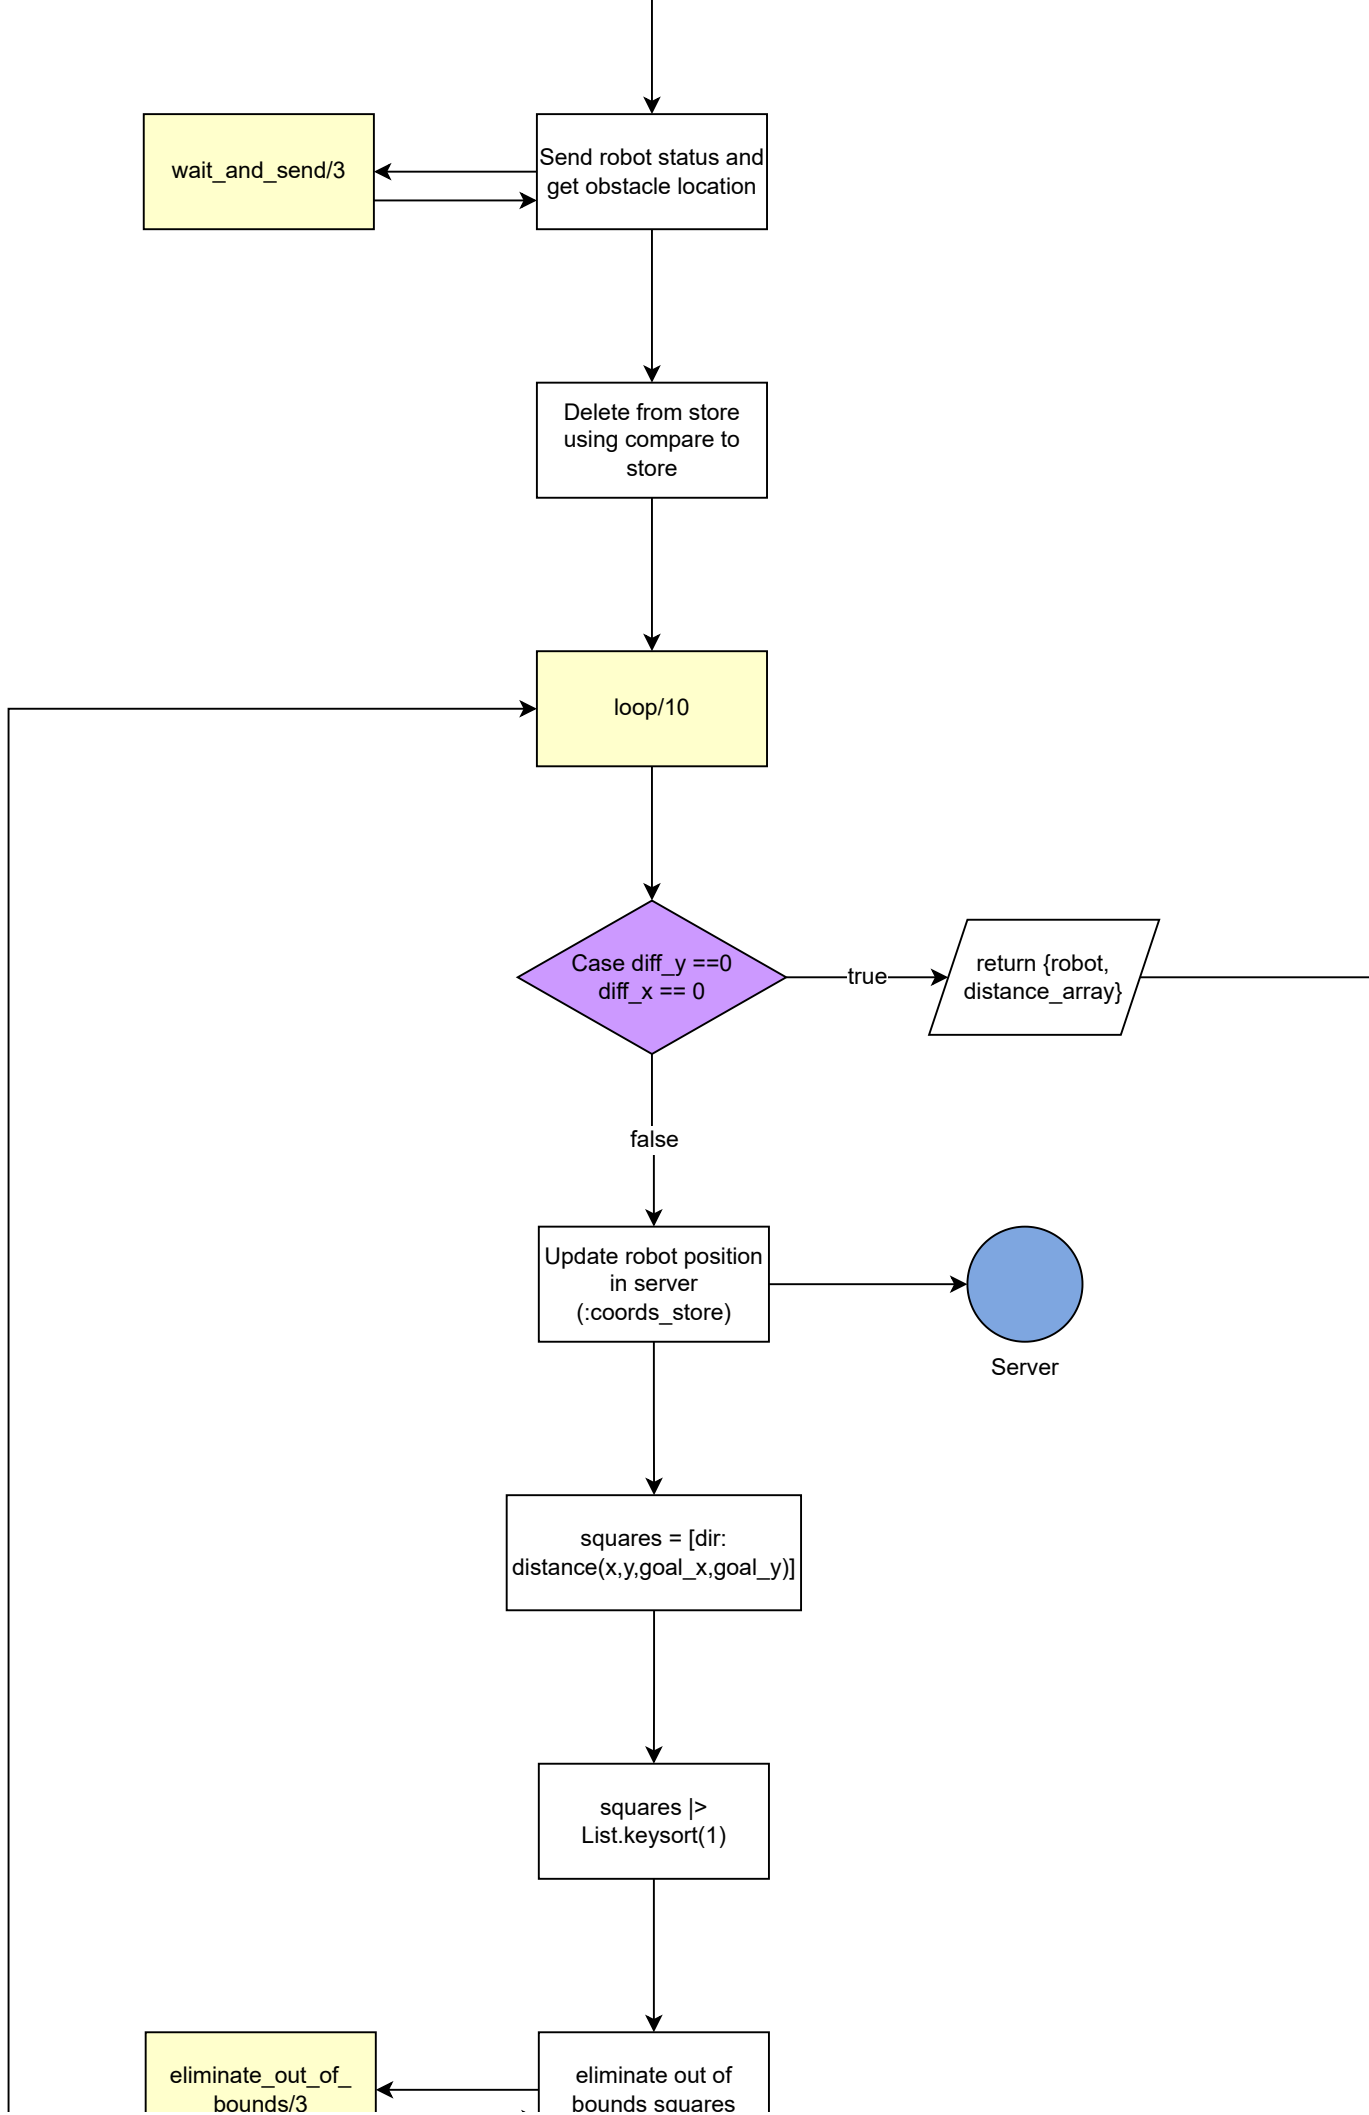 wait_and_send/3
Send robot status and
get obstacle location
Delete from store
using compare to
store
loop/10
Case diff_y ==0
diff_x == 0
true
return {robot,
distance_array}
false
Update robot position
in server
(:coords_store)
Server
squares = [dir:
distance(x,y,goal_x,goal_y)]
squares |>
List.keysort(1)
eliminate_out_of_
bounds/3
eliminate out of
bounds squares